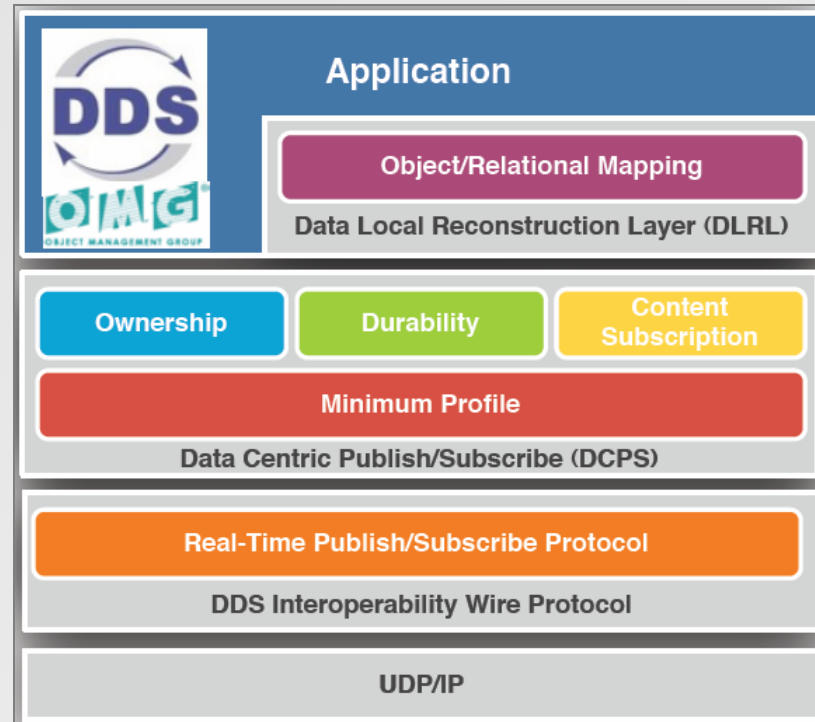 DDS
OMG
OBJECT MANAGEMENT GROUP
Application
Object/Relational Mapping
Data Local Reconstruction Layer (DLRL)
Ownership
Durability
Content
Subscription
Minimum Profile
Data Centric Publish/Subscribe (DCPS)
Real-Time Publish/Subscribe Protocol
DDS Interoperability Wire Protocol
UDP/IP